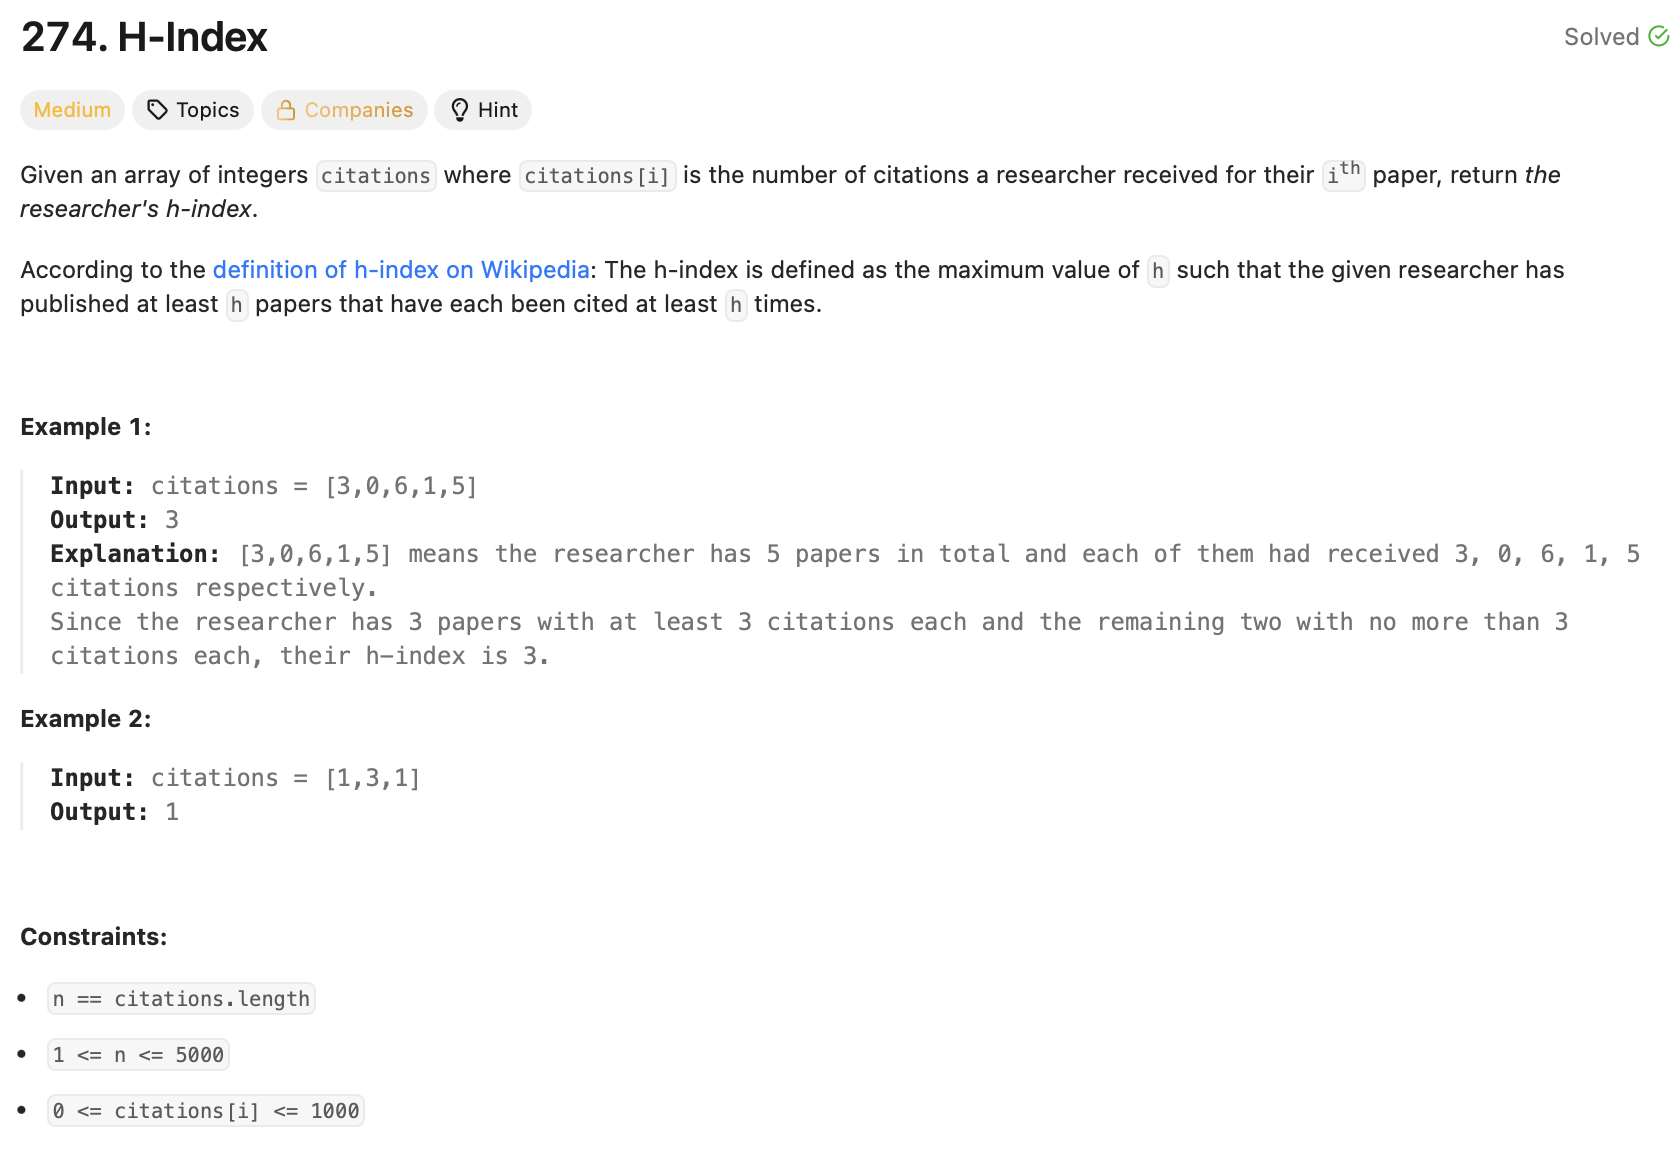 274. H-Index
Solved
Medium
Topics
Companies
Hint
Given an array of integers citations where citations[i] is the number of citations a researcher received for their ith paper, return the
researcher's h-index.
According to the definition of h-index on Wikipedia: The h-index is defined as the maximum value of h such that the given researcher has
published at least h papers that have each been cited at least h times.
Example 1:
Input: citations = [3,0,6,1,5]
Output: 3
Explanation: [3,0,6,1,5] means the researcher has 5 papers in total and each of them had received 3, 0, 6, 1, 5
citations respectively.
Since the researcher has 3 papers with at least 3 citations each and the remaining two with no more than 3
citations each, their h-index is 3.
Example 2:
Input: citations = [1,3,1]
Output: 1
Constraints:
• n == citations.length
• 1 <= n <= 5000
• 0 <= citations[i] <= 1000